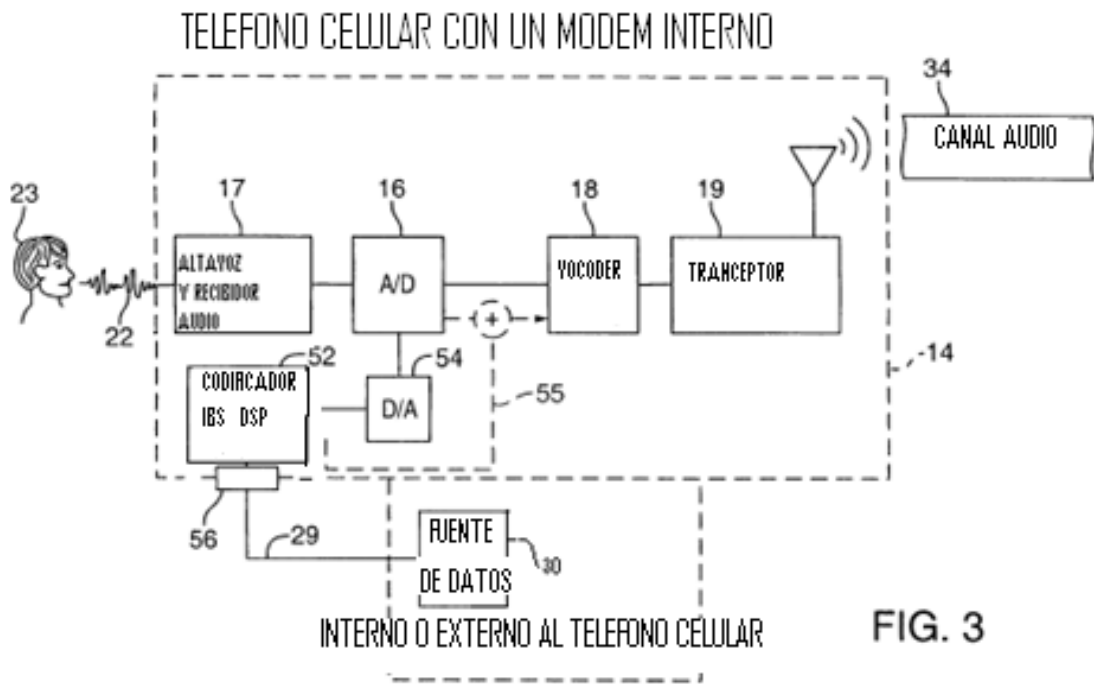 TELEFONO CELULAR CON UN MODEM INTERNO
34
CANAL AUDIO
23
17
16
18
19
ALTAVOZ
Y RECIBIDOR
AUDIO
A/D
VOCODER
TRANCEPTOR
22
+
52
54
14
CODIFCADOR
IBS DSP
D/A
55
56
29
FUENTE
DE DATOS
30
INTERNO O EXTERNO AL TELEFONO CELULAR
FIG. 3